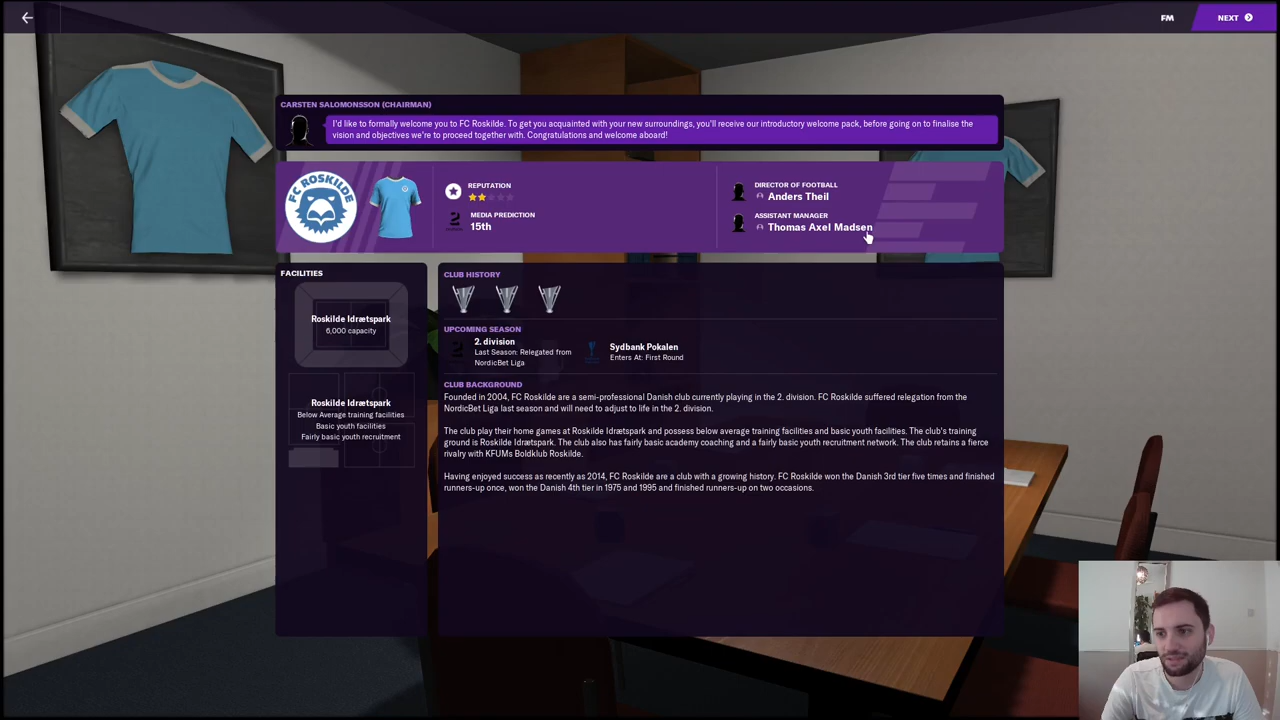 FM
NEXT
CARSTEN SALOMONSSON (CHAIRMAN)
I'd like to formally welcome you to FC Roskilde. To get you acquainted with your new surroundings, you'll receive our introductory welcome pack, before going on to finalise the
vision and objectives we're to proceed together with. Congratulations and welcome aboard!
FC ROSKILDE
REPUTATION
MEDIA PREDICTION
15th
DIRECTOR OF FOOTBALL
Anders Theil
ASSISTANT MANAGER
Thomas Axel Madsen
FACILITIES
Roskilde Idrætspark
6,000 capacity
Roskilde Idrætspark
Below Average training facilities
Basic youth facilities
Fairly basic youth recruitment
CLUB HISTORY
UPCOMING SEASON
2. division
Last Season: Relegated from
NordicBet Liga
Sydbank Pokalen
Enters At: First Round
CLUB BACKGROUND
Founded in 2004, FC Roskilde are a semi-professional Danish club currently playing in the 2. division. FC Roskilde suffered relegation from the
NordicBet Liga last season and will need to adjust to life in the 2. division.
The club play their home games at Roskilde Idrætspark and possess below average training facilities and basic youth facilities. The club's training
ground is Roskilde Idrætspark. The club also has fairly basic academy coaching and a fairly basic youth recruitment network. The club retains a fierce
rivalry with KFUMs Boldklub Roskilde.
Having enjoyed success as recently as 2014, FC Roskilde are a club with a growing history. FC Roskilde won the Danish 3rd tier five times and finished
runners-up once, won the Danish 4th tier in 1975 and 1995 and finished runners-up on two occasions.